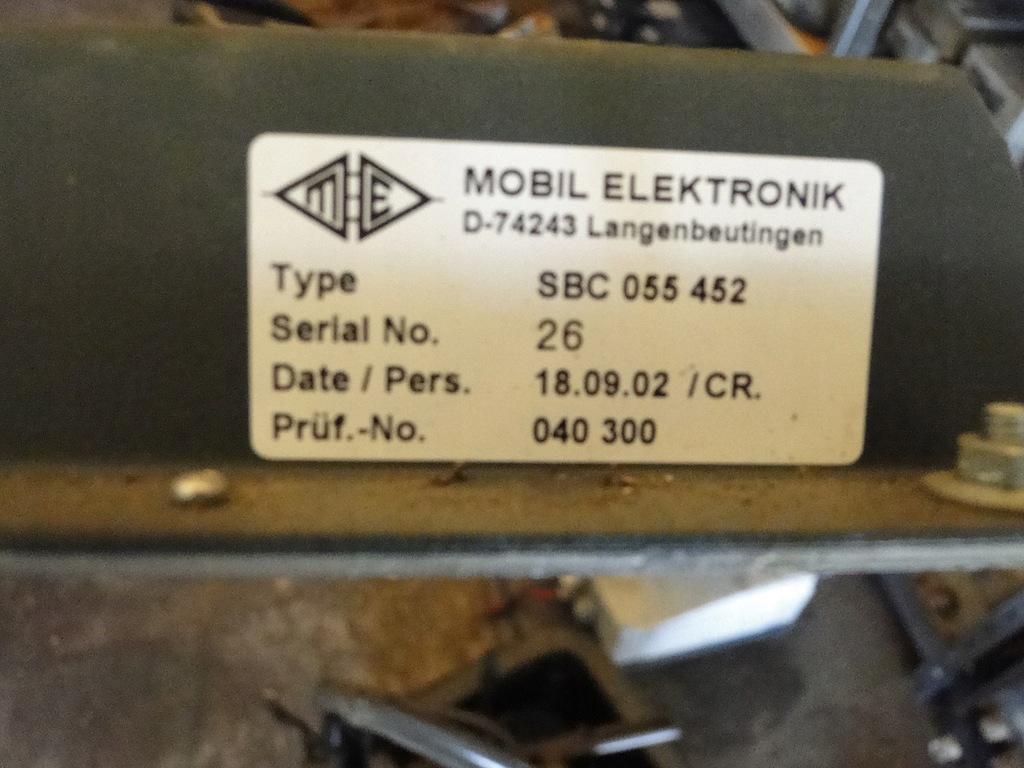 ME
MOBIL ELEKTRONIK
D-74243 Langenbeutingen
Type SBC 055 452
Serial No. 26
Date / Pers. 18.09.02 /CR.
Prüf.-No. 040 300